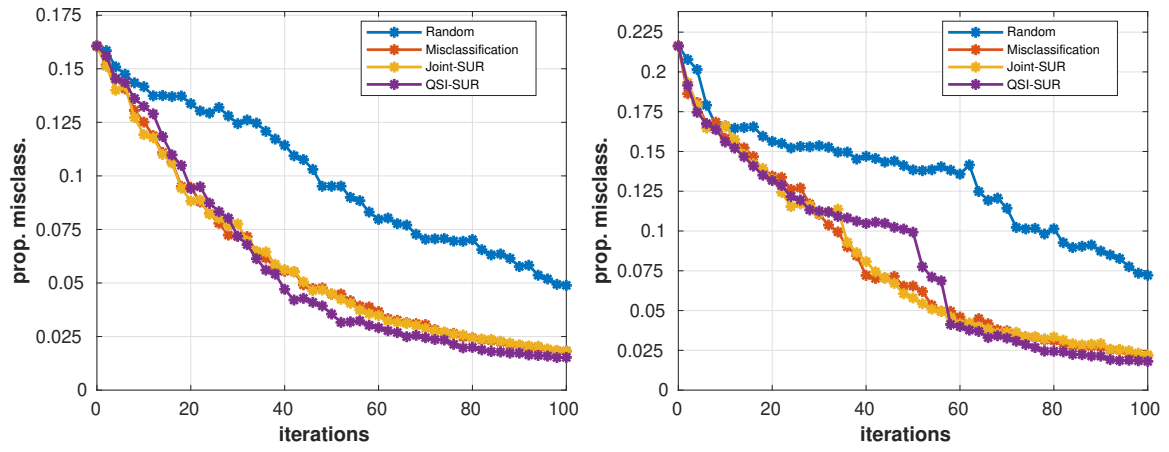 0.175
0.15
0.125
0.1
0.075
0.05
0.025
0
prop. misclass.
0
20
40
60
80
100
iterations
Random
Misclassification
Joint-SUR
QSI-SUR
0.225
0.2
0.175
0.15
0.125
0.1
0.075
0.05
0.025
0
prop. misclass.
0
20
40
60
80
100
iterations
Random
Misclassification
Joint-SUR
QSI-SUR